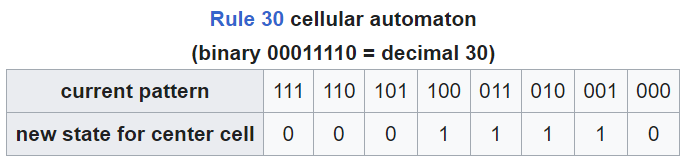 Rule 30 cellular automaton
(binary 00011110 = decimal 30)
current pattern 111 110 101 100 011 010 001 000
new state for center cell 0 0 0 1 1 1 1 0